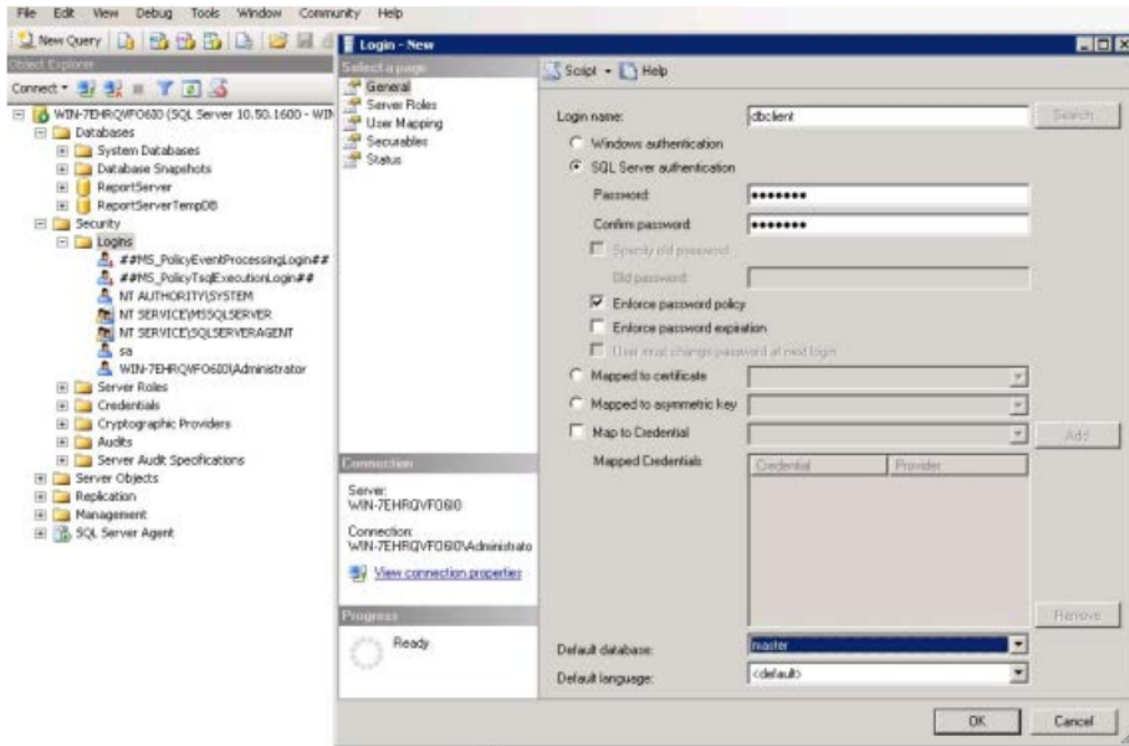 File Edit View Debug Tools Window Community Help
New Query
Object Explorer
Connect
WIN-7EHRQVFO6I0 (SQL Server 10.50.1600 - WIN
Databases
System Databases
Database Snapshots
ReportServer
ReportServerTempDB
Security
Logins
##MS_PolicyEventProcessingLogin##
##MS_PolicyTsqlExecutionLogin##
NT AUTHORITY\SYSTEM
NT SERVICE\MSSQLSERVER
NT SERVICE\SQLSERVERAGENT
sa
WIN-7EHRQVFO6I0\Administrator
Server Roles
Credentials
Cryptographic Providers
Audits
Server Audit Specifications
Server Objects
Replication
Management
SQL Server Agent
Login - New
Select a page
General
Server Roles
User Mapping
Securables
Status
Connection
Server:
WIN-7EHRQVFO6I0
Connection:
WIN-7EHRQVFO6I0\Administrato
View connection properties
Progress
Ready
Script Help
Login name: dbclient Search...
Windows authentication
SQL Server authentication
Password: •••••••
Confirm password: •••••••
Specify old password
Old password:
Enforce password policy
Enforce password expiration
User must change password at next login
Mapped to certificate
Mapped to asymmetric key
Map to Credential Add
Mapped Credentials Credential Provider
Remove
Default database: master
Default language: <default>
OK Cancel